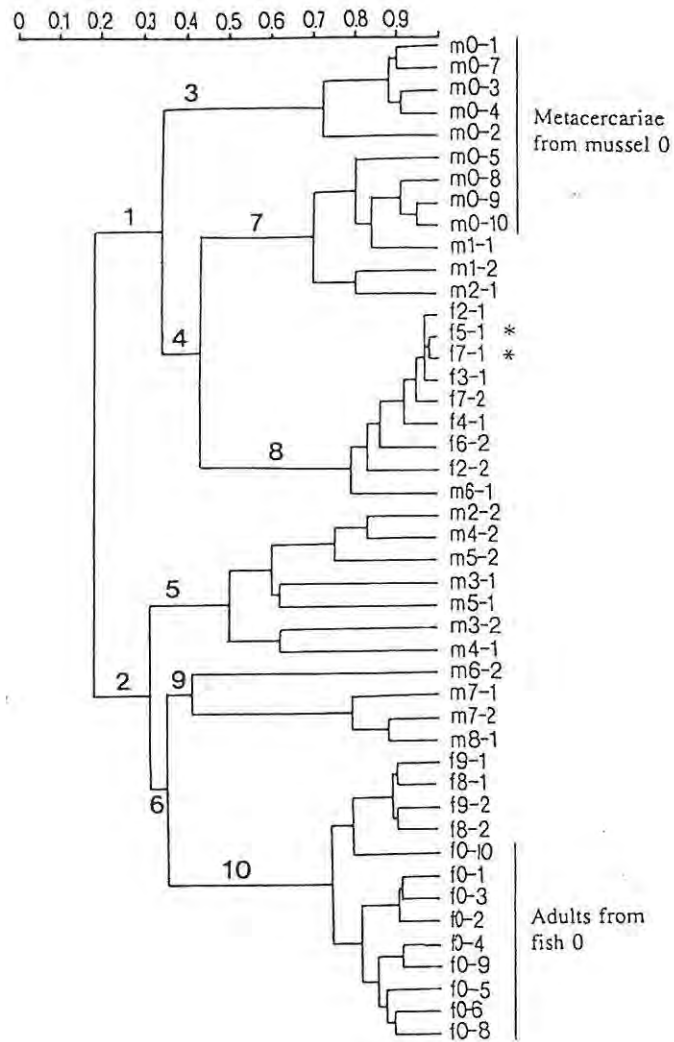 0 0.1 0.2 0.3 0.4 0.5 0.6 0.7 0.8 0.9
m0-1
m0-7
3
m0-3
m0-4
Metacercariae
from mussel 0
m0-2
m0-5
m0-8
m0-9
1
7
m0-10
m1-1
m1-2
m2-1
f2-1
f5-1 *
4
f7-1 *
f3-1
f7-2
f4-1
8
f6-2
f2-2
m6-1
m2-2
m4-2
m5-2
m3-1
5
m5-1
m3-2
m4-1
2
9
m6-2
m7-1
m7-2
m8-1
f9-1
f8-1
6
f9-2
f8-2
f0-10
10
f0-1
f0-3
f0-2
Adults from
fish 0
f0-4
f0-9
f0-5
f0-6
f0-8